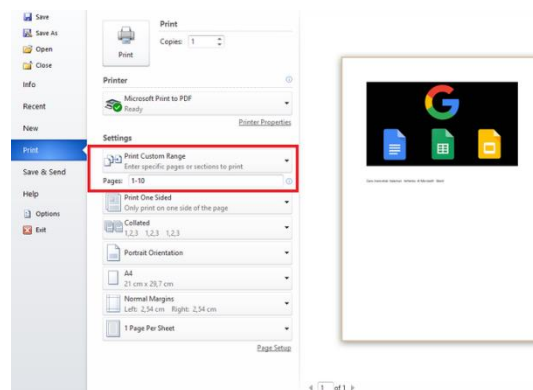 Save
Save As
Open
Close
Info
Recent
New
Print
Save & Send
Help
Options
Exit
Print
Print
Copies: 1
Printer
Microsoft Print to PDF
Ready
Printer Properties
Settings
Print Custom Range
Enter specific pages or sections to print
Pages: 1-10
Print One Sided
Only print on one side of the page
Collated
1,2,3 1,2,3 1,2,3
Portrait Orientation
A4
21 cm x 29,7 cm
Normal Margins
Left: 2,54 cm Right: 2,54 cm
1 Page Per Sheet
Page Setup
1 of 1